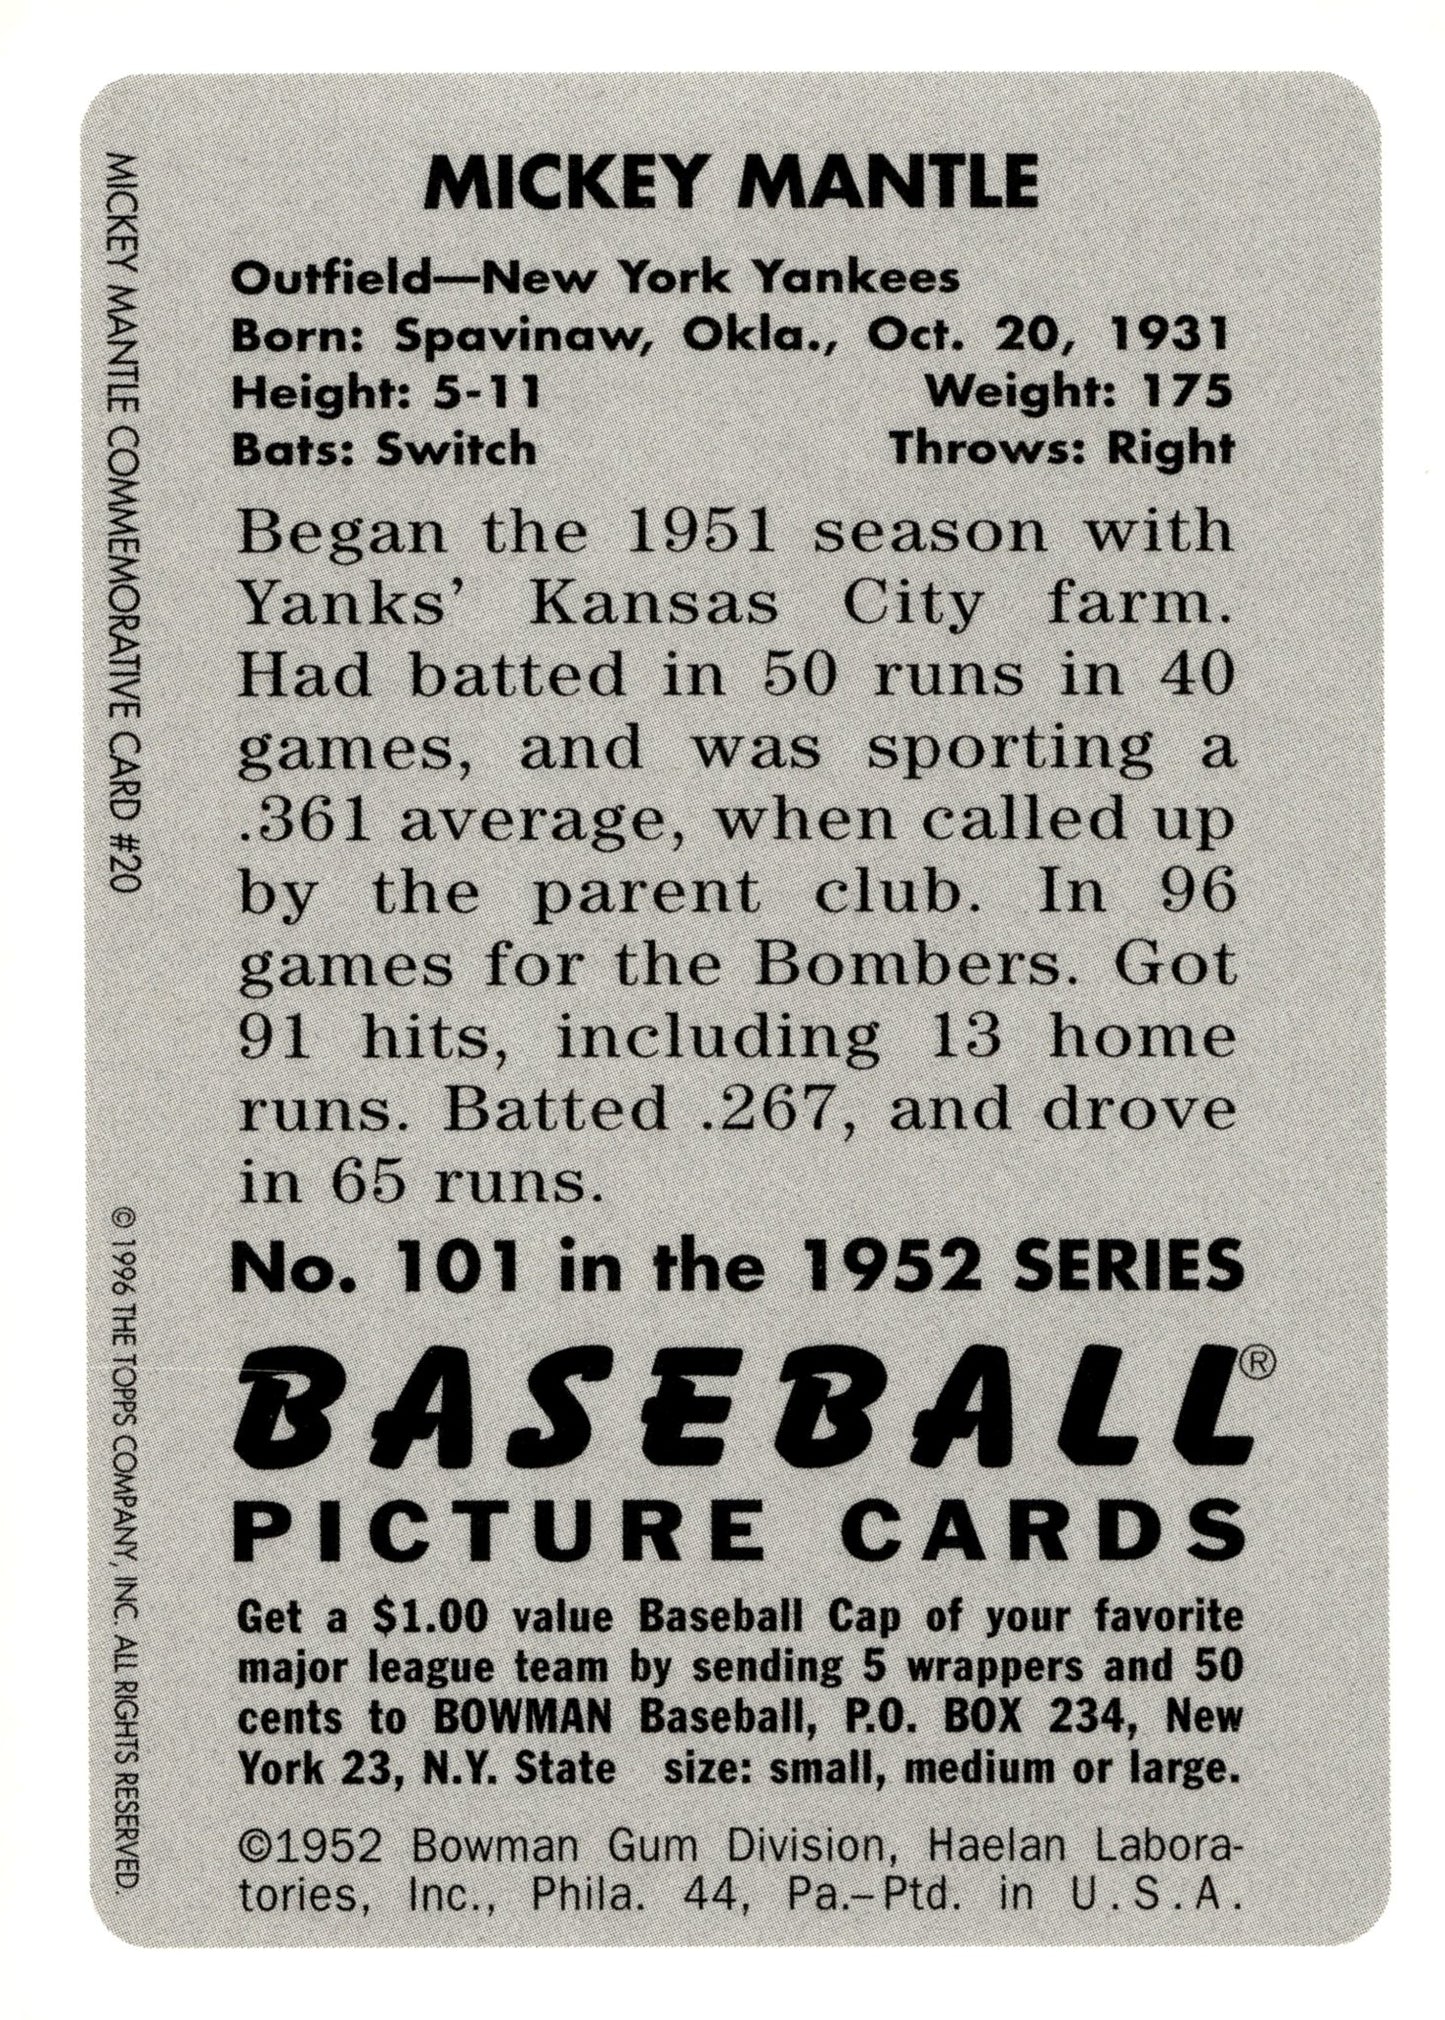 MICKEY MANTLE
Outfield—New York Yankees
Born: Spavinaw, Okla., Oct. 20, 1931
Height: 5-11 Weight: 175
Bats: Switch Throws: Right
Began the 1951 season with
Yanks’ Kansas City farm.
Had batted in 50 runs in 40
games, and was sporting a
.361 average, when called up
by the parent club. In 96
games for the Bombers. Got
91 hits, including 13 home
runs. Batted .267, and drove
in 65 runs.
No. 101 in the 1952 SERIES
BASEBALL®
PICTURE CARDS
Get a $1.00 value Baseball Cap of your favorite
major league team by sending 5 wrappers and 50
cents to BOWMAN Baseball, P.O. BOX 234, New
York 23, N.Y. State size: small, medium or large.
©1952 Bowman Gum Division, Haelan Labora-
tories, Inc., Phila. 44, Pa.–Ptd. in U.S.A.
MICKEY MANTLE COMMEMORATIVE CARD #20
© 1996 THE TOPPS COMPANY, INC. ALL RIGHTS RESERVED.